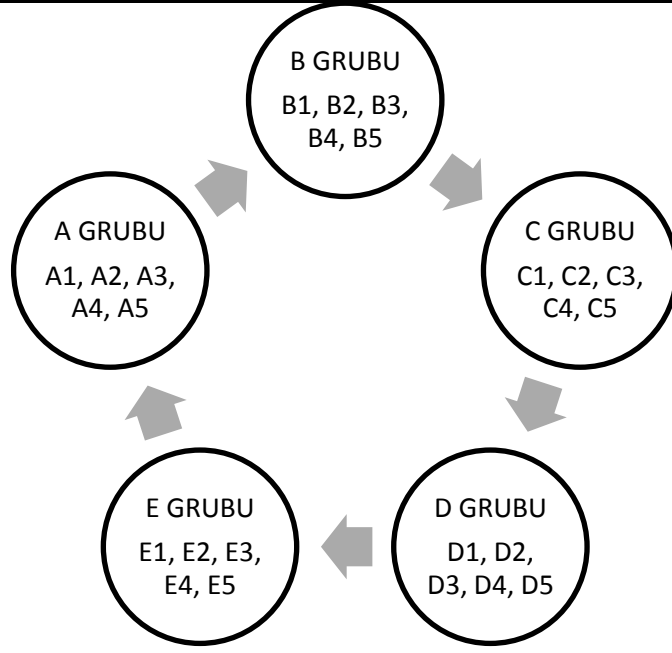 B GRUBU
B1, B2, B3,
B4, B5
A GRUBU
A1, A2, A3,
A4, A5
C GRUBU
C1, C2, C3,
C4, C5
E GRUBU
E1, E2, E3,
E4, E5
D GRUBU
D1, D2,
D3, D4, D5